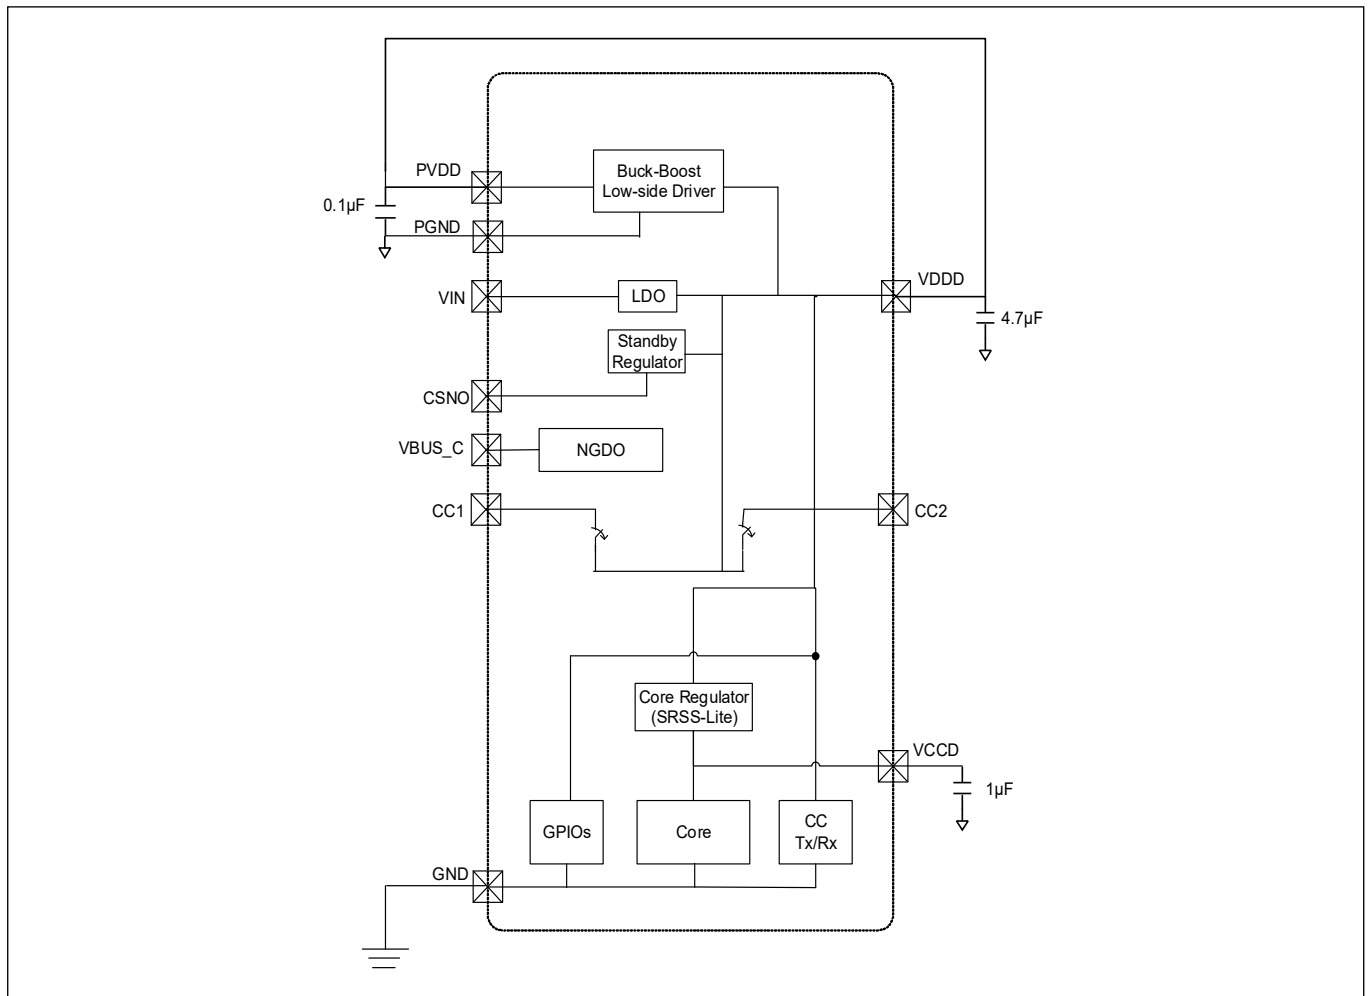 PVDD
Buck-Boost
Low-side Driver
0.1µF
PGND
VIN
LDO
VDDD
4.7µF
Standby
Regulator
CSNO
VBUS_C
NGDO
CC1
CC2
Core Regulator
(SRSS-Lite)
VCCD
1µF
GPIOs
Core
CC
Tx/Rx
GND